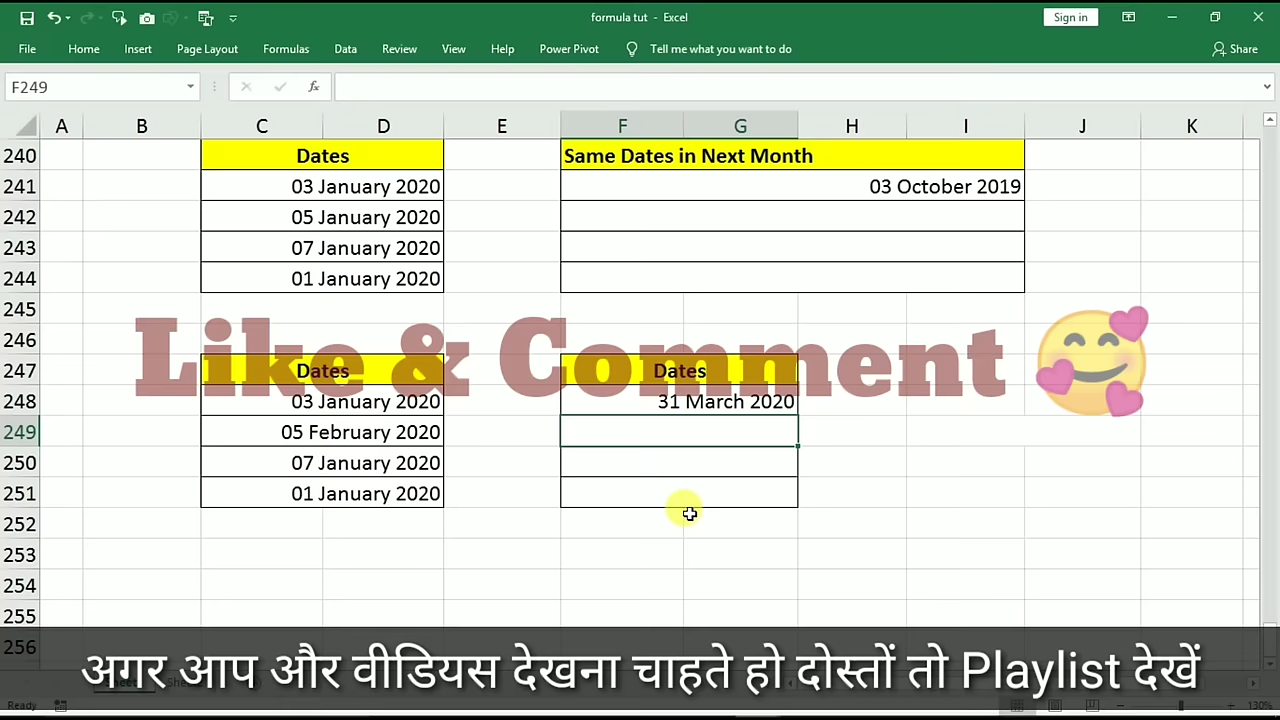 formula tut - Excel
Sign in
File Home Insert Page Layout Formulas Data Review View Help Power Pivot Tell me what you want to do Share
F249 fx
A B C D E F G H I J K
240 Dates Same Dates in Next Month
241 03 January 2020 03 October 2019
242 05 January 2020
243 07 January 2020
244 01 January 2020
245
246
Like & Comment
247 Dates Dates
248 03 January 2020 31 March 2020
249 05 February 2020
250 07 January 2020
251 01 January 2020
252
253
254
255
256
अगर आप और वीडियस देखना चाहते हो दोस्तों तो Playlist देखें
Ready 130%